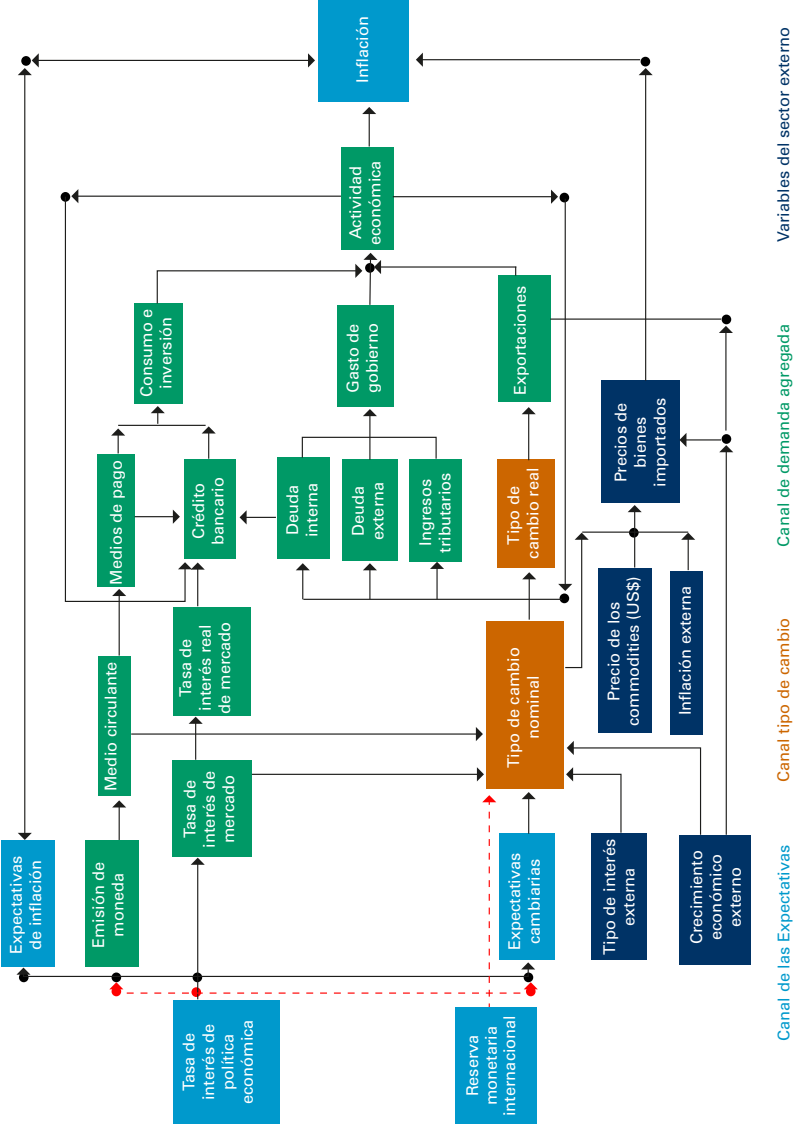 Expectativas
de inflación
Emisión de
moneda
Tasa de
interés de
política
económica
Reserva
monetaria
internacional
Medio circulante
Tasa de
interés de
mercado
Tasa de
interés real
de mercado
Expectativas
cambiarias
Tipo de interés
externa
Crecimiento
económico
externo
Tipo de cambio
nominal
Medios de pago
Crédito
bancario
Consumo e
inversión
Deuda
interna
Deuda
externa
Ingresos
tributarios
Gasto de
gobierno
Tipo de
cambio real
Exportaciones
Precio de los
commodities (US$)
Inflación externa
Precios de
bienes
importados
Actividad
económica
Inflación
Canal de las Expectativas
Canal tipo de cambio
Canal de demanda agregada
Variables del sector externo